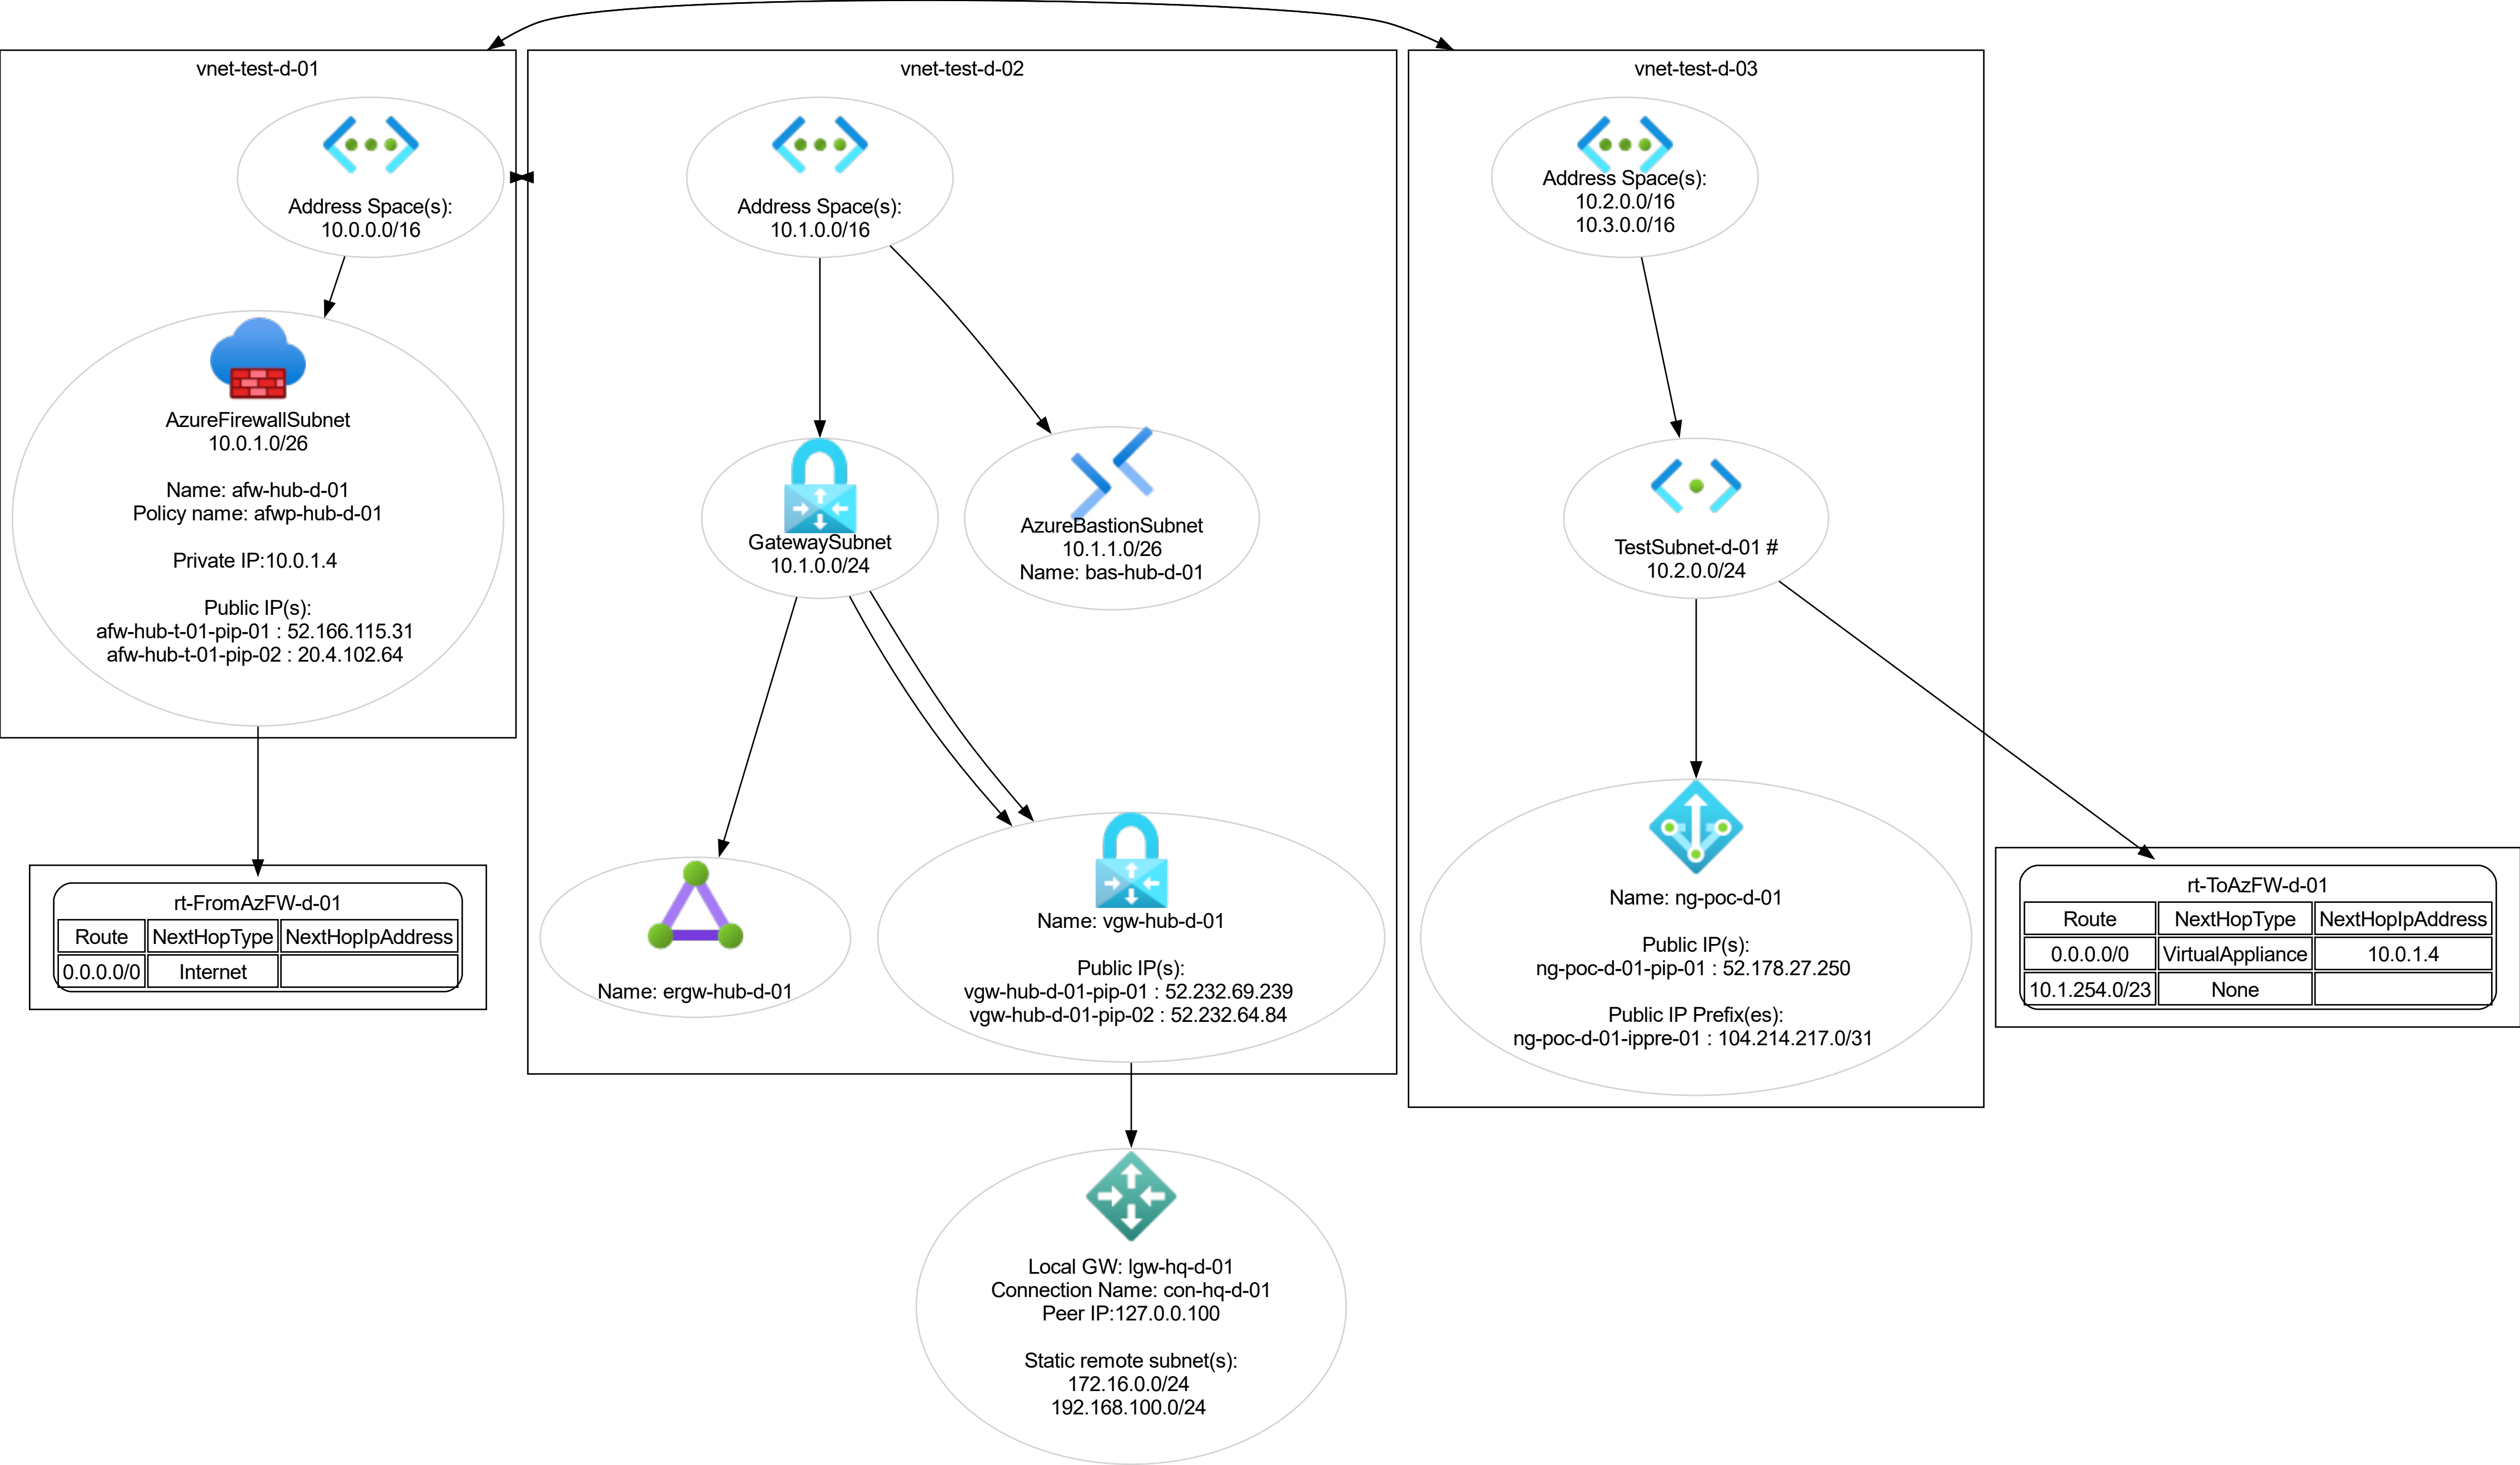 vnet-test-d-01
Address Space(s):
10.0.0.0/16
AzureFirewallSubnet
10.0.1.0/26
Name: afw-hub-d-01
Policy name: afwp-hub-d-01
Private IP:10.0.1.4
Public IP(s):
afw-hub-t-01-pip-01 : 52.166.115.31
afw-hub-t-01-pip-02 : 20.4.102.64
rt-FromAzFW-d-01
Route NextHopType NextHopIpAddress
0.0.0.0/0 Internet
vnet-test-d-02
Address Space(s):
10.1.0.0/16
GatewaySubnet
10.1.0.0/24
AzureBastionSubnet
10.1.1.0/26
Name: bas-hub-d-01
Name: ergw-hub-d-01
Name: vgw-hub-d-01
Public IP(s):
vgw-hub-d-01-pip-01 : 52.232.69.239
vgw-hub-d-01-pip-02 : 52.232.64.84
Local GW: lgw-hq-d-01
Connection Name: con-hq-d-01
Peer IP:127.0.0.100
Static remote subnet(s):
172.16.0.0/24
192.168.100.0/24
vnet-test-d-03
Address Space(s):
10.2.0.0/16
10.3.0.0/16
TestSubnet-d-01 #
10.2.0.0/24
Name: ng-poc-d-01
Public IP(s):
ng-poc-d-01-pip-01 : 52.178.27.250
Public IP Prefix(es):
ng-poc-d-01-ippre-01 : 104.214.217.0/31
rt-ToAzFW-d-01
Route NextHopType NextHopIpAddress
0.0.0.0/0 VirtualAppliance 10.0.1.4
10.1.254.0/23 None